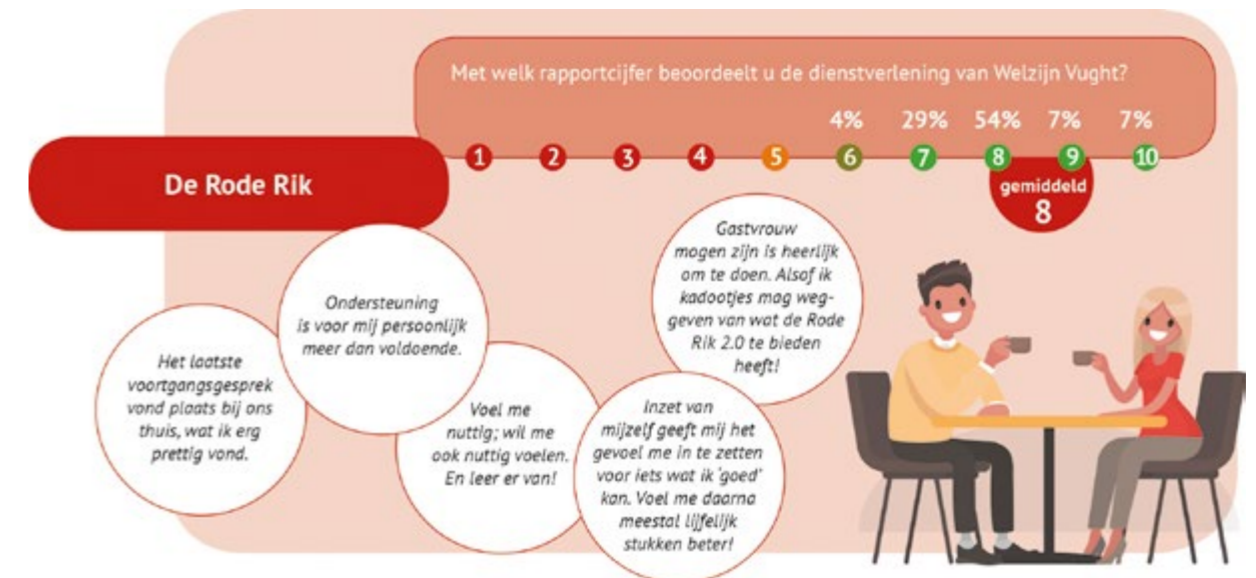 Met welk rapportcijfer beoordeelt u de dienstverlening van Welzijn Vught?
4% 29% 54% 7% 7%
1 2 3 4 5 6 7 8 9 10
De Rode Rik
gemiddeld
8
Het laatste
voortgangsgesprek
vond plaats bij ons
thuis, wat ik erg
prettig vond.
Ondersteuning
is voor mij persoonlijk
meer dan voldoende.
Voel me
nuttig; wil me
ook nuttig voelen.
En leer er van!
Gastvrouw
mogen zijn is heerlijk
om te doen. Alsof ik
kadootjes mag weg-
geven van wat de Rode
Rik 2.0 te bieden
heeft!
Inzet van
mijzelf geeft mij het
gevoel me in te zetten
voor iets wat ik ‘goed’
kan. Voel me daarna
meestal lijfelijk
stukken beter!